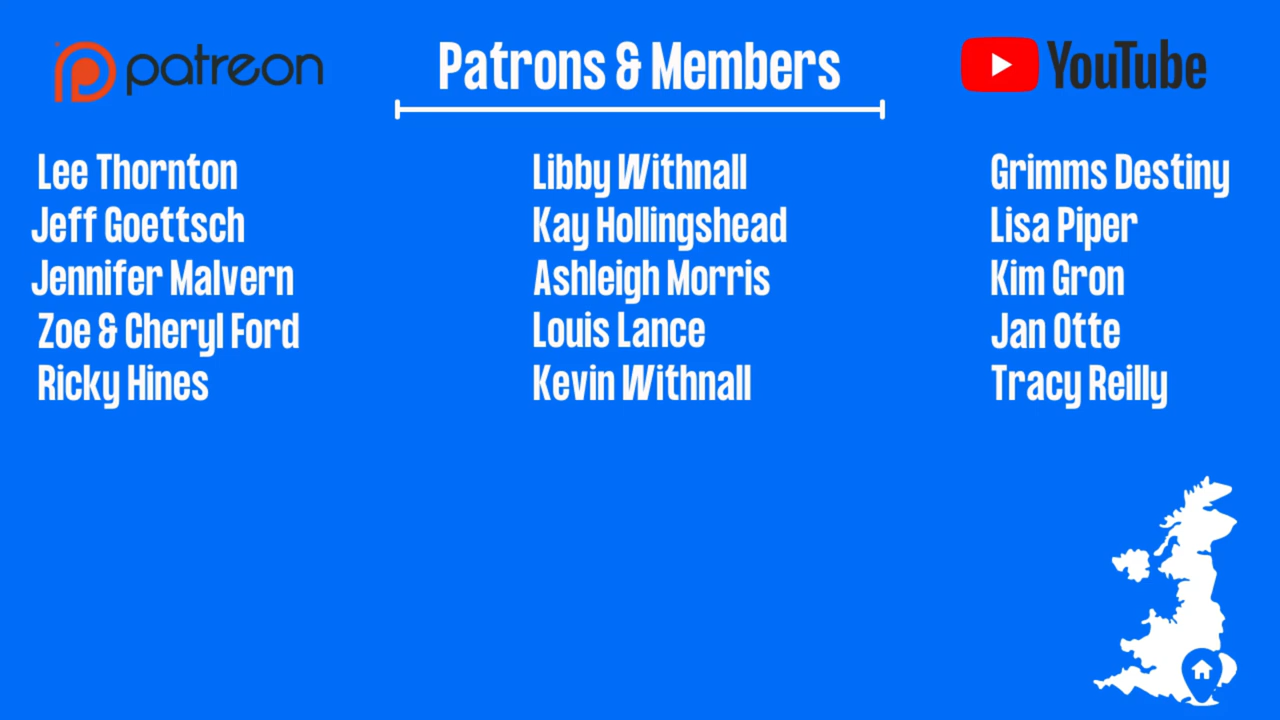 patreon
Patrons & Members
YouTube
Lee Thornton
Jeff Goettsch
Jennifer Malvern
Zoe & Cheryl Ford
Ricky Hines
Libby Withnall
Kay Hollingshead
Ashleigh Morris
Louis Lance
Kevin Withnall
Grimms Destiny
Lisa Piper
Kim Gron
Jan Otte
Tracy Reilly